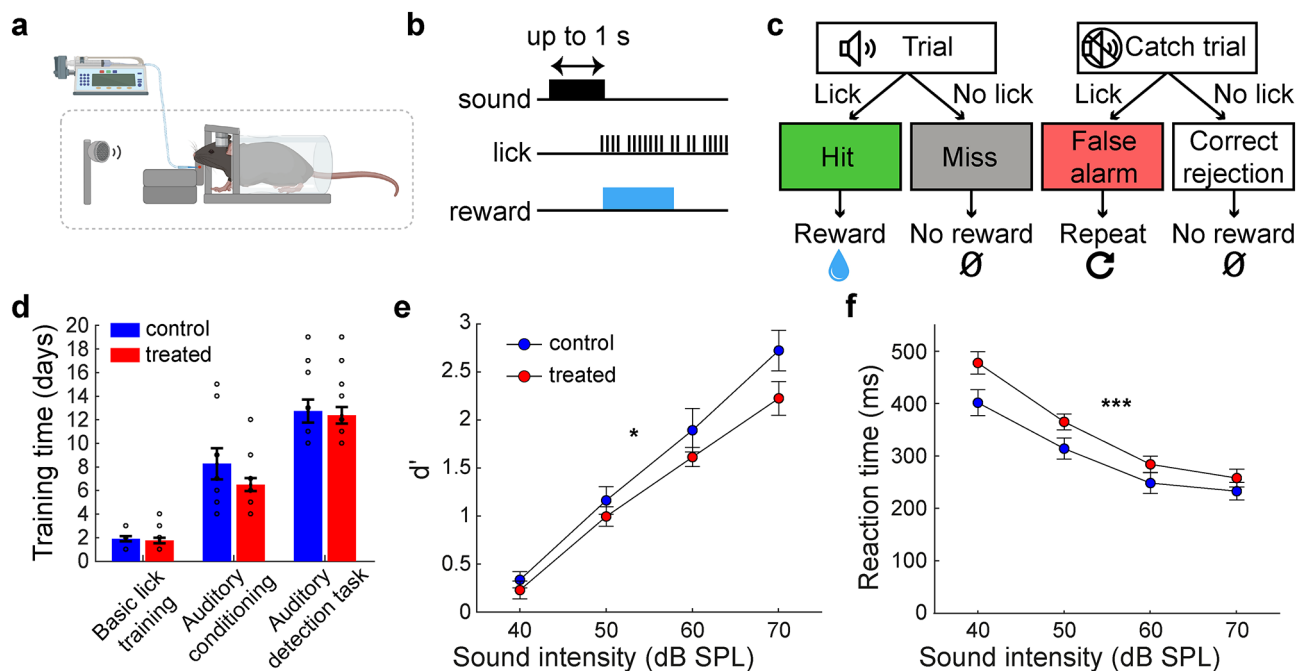 a
b
up to 1 s
sound
lick
reward
c
Trial
Catch trial
Lick
No lick
Lick
No lick
Hit
Miss
False
alarm
Correct
rejection
Reward
No reward
Repeat
No reward
d
Training time (days)
20
18
16
14
12
10
8
6
4
2
0
control
treated
Basic lick
training
Auditory
conditioning
Auditory
detection task
e
d'
3
2.5
2
1.5
1
0.5
0
control
treated
*
40
50
60
70
Sound intensity (dB SPL)
f
Reaction time (ms)
500
400
300
200
100
0
***
40
50
60
70
Sound intensity (dB SPL)